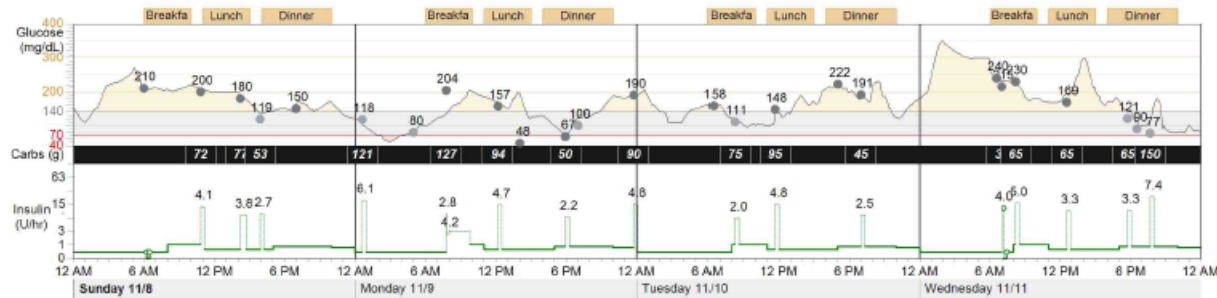 Breakfa Lunch Dinner Breakfa Lunch Dinner Breakfa Lunch Dinner Breakfa Lunch Dinner
400
Glucose
(mg/dL)
300
200
140
70
40
210 200 180 119 150 118 80 204 157 48 67 100 190 158 111 148 222 191 240 230 169 121 90 77
Carbs (g) 72 77 53 121 127 94 50 90 75 95 45 3 65 65 65 150
63
Insulin 15
(U/hr)
3
1
0
4.1 3.8 2.7 6.1 2.8 4.2 4.7 2.2 4.8 2.0 4.8 2.5 4.0 6.0 3.3 3.3 7.4
12 AM 6 AM 12 PM 6 PM 12 AM 6 AM 12 PM 6 PM 12 AM 6 AM 12 PM 6 PM 12 AM 6 AM 12 PM 6 PM 12 AM
Sunday 11/8 Monday 11/9 Tuesday 11/10 Wednesday 11/11